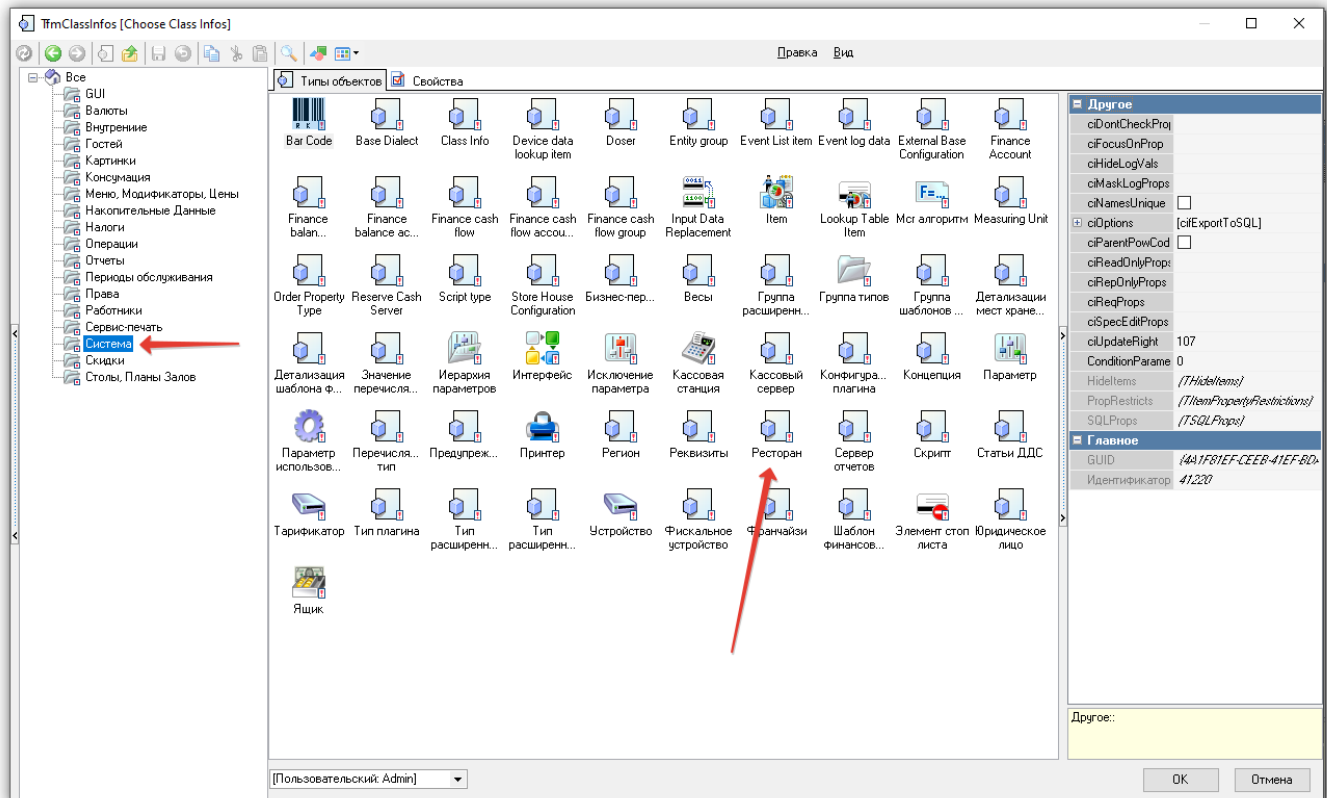 TfmClassInfos [Choose Class Infos]
Правка Вид
Все
GUI
Валюты
Внутренние
Гостей
Картинки
Консумация
Меню, Модификаторы, Цены
Накопительные Данные
Налоги
Операции
Отчеты
Периоды обслуживания
Права
Работники
Сервис-печать
Система
Скидки
Столы, Планы Залов
Типы объектов Свойства
Bar Code
Base Dialect
Class Info
Device data
lookup item
Doser
Entity group
Event List item
Event log data
External Base
Configuration
Finance
Account
Finance
balan...
Finance
balance ac...
Finance cash
flow
Finance cash
flow accou...
Finance cash
flow group
Input Data
Replacement
Item
Lookup Table
Item
Мсг алгоритм
Measuring Unit
Order Property
Type
Reserve Cash
Server
Script type
Store House
Configuration
Бизнес-пер...
Весы
Группа
расширенн...
Группа типов
Группа
шаблонов ...
Детализации
мест хране...
Детализация
шаблона ф...
Значение
перечисля...
Иерархия
параметров
Интерфейс
Исключение
параметра
Кассовая
станция
Кассовый
сервер
Конфигура...
плагина
Концепция
Параметр
Параметр
использов...
Перечисля...
тип
Предупреж...
Принтер
Регион
Реквизиты
Ресторан
Сервер
отчетов
Скрипт
Статьи ДДС
Тарификатор
Тип плагина
Тип
расширенн...
Тип
расширенн...
Устройство
Фискальное
устройство
Франчайзи
Шаблон
финансов...
Элемент стоп
листа
Юридическое
лицо
Ящик
Другое
ciDontCheckProp
ciFocusOnProp
ciHideLogVals
ciMaskLogProps
ciNamesUnique
ciOptions [cifExportToSQL]
ciParentPowCod
ciReadOnlyProps
ciRepOnlyProps
ciReqProps
ciSpecEditProps
ciUpdateRight 107
ConditionParame 0
HideItems (THideItems)
PropRestricts (TItemPropertyRestrictions)
SQLProps (TSQLProps)
Главное
GUID {4A1F81EF-CEEB-41EF-BD
Идентификатор 41220
Другое::
[Пользовательский: Admin]
OK Отмена